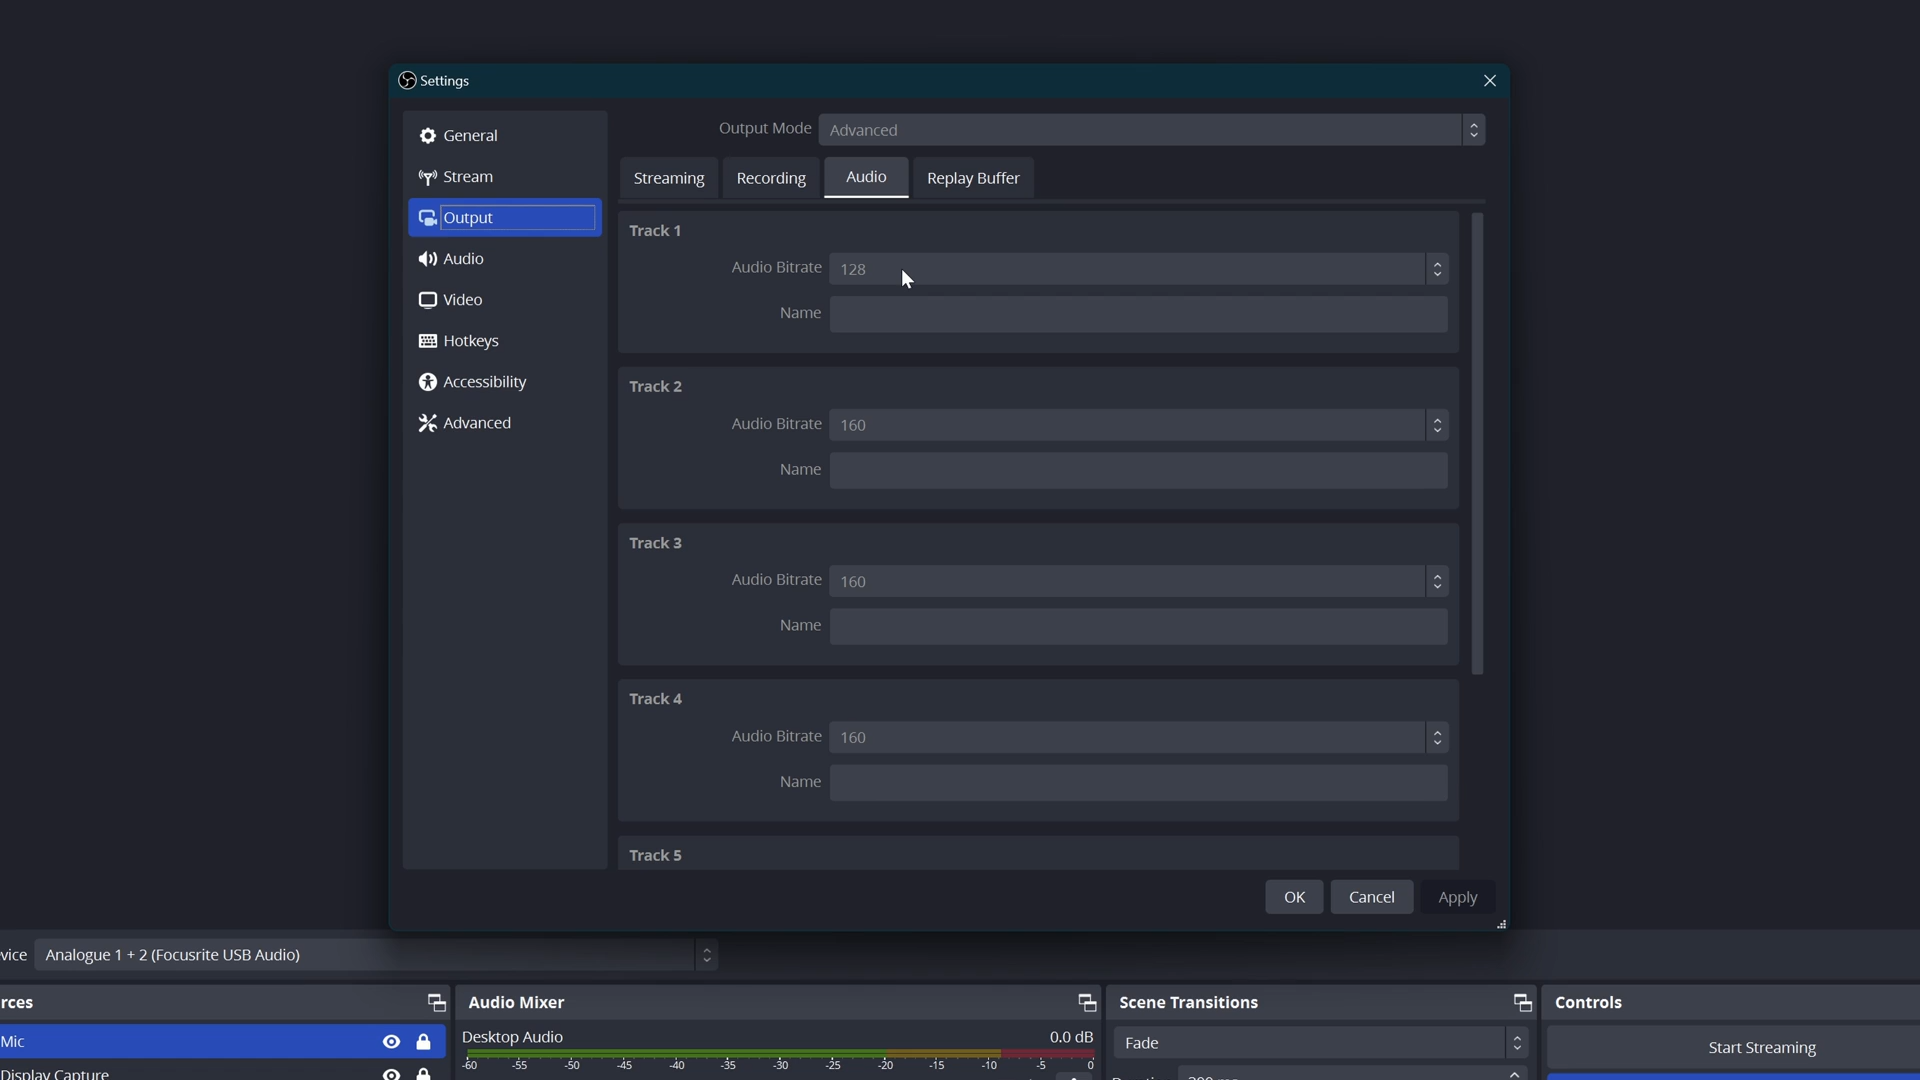 Settings
General
Stream
Output
Audio
Video
Hotkeys
Accessibility
Advanced
Output Mode Advanced
Streaming Recording Audio Replay Buffer
Track 1
Audio Bitrate 128
Name
Track 2
Audio Bitrate 160
Name
Track 3
Audio Bitrate 160
Name
Track 4
Audio Bitrate 160
Name
Track 5
OK Cancel Apply
vice Analogue 1 + 2 (Focusrite USB Audio)
rces
Mic
Display Capture
Audio Mixer
Desktop Audio 0.0 dB
-60 -55 -50 -45 -40 -35 -30 -25 -20 -15 -10 -5 0
Scene Transitions
Fade
Controls
Start Streaming